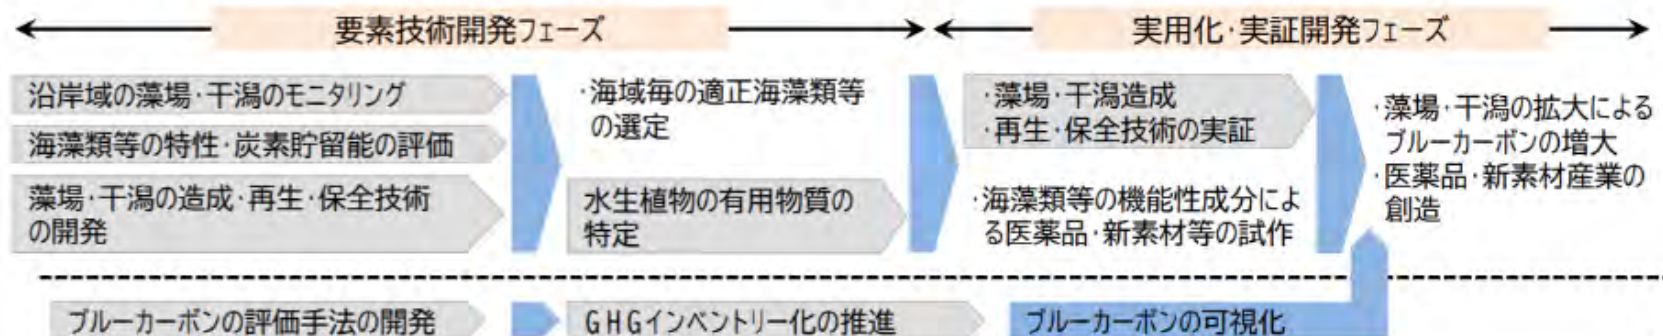 要素技術開発フェーズ
実用化・実証開発フェーズ
沿岸域の藻場・干潟のモニタリング
海藻類等の特性・炭素貯留能の評価
藻場・干潟の造成・再生・保全技術
の開発
・海域毎の適正海藻類等
の選定
水生植物の有用物質の
特定
・藻場・干潟造成
・再生・保全技術の実証
・海藻類等の機能性成分によ
る医薬品・新素材等の試作
・藻場・干潟の拡大による
ブルーカーボンの増大
・医薬品・新素材産業の
創造
ブルーカーボンの評価手法の開発
GHGインベントリー化の推進
ブルーカーボンの可視化